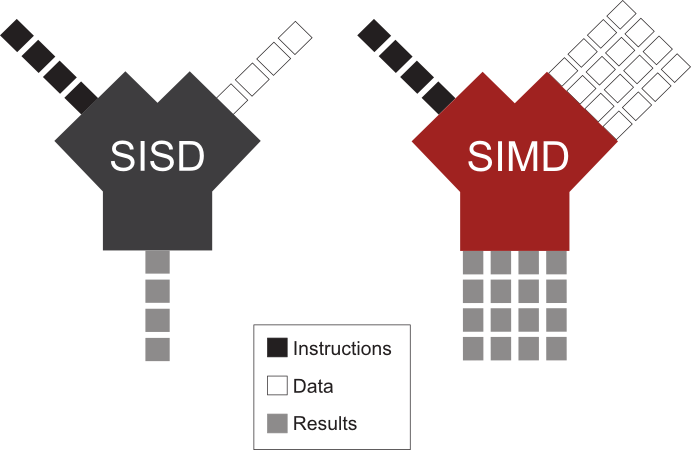 SISD
SIMD
Instructions
Data
Results